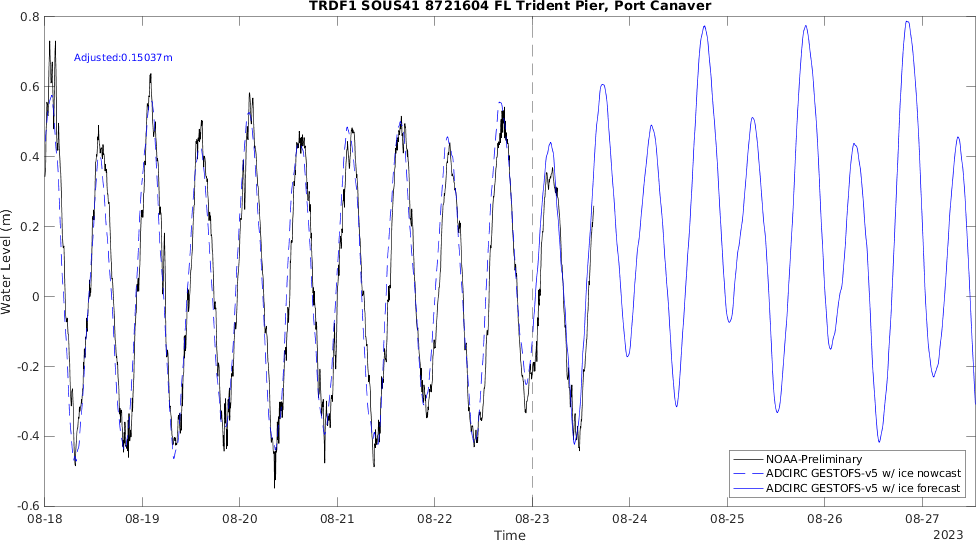 TRDF1 SOUS41 8721604 FL Trident Pier, Port Canaver
Adjusted:0.15037m
Water Level (m)
0.8
0.6
0.4
0.2
0
-0.2
-0.4
-0.6
NOAA-Preliminary
ADCIRC GESTOFS-v5 w/ ice nowcast
ADCIRC GESTOFS-v5 w/ ice forecast
08-18 08-19 08-20 08-21 08-22 08-23 08-24 08-25 08-26 08-27
Time
2023